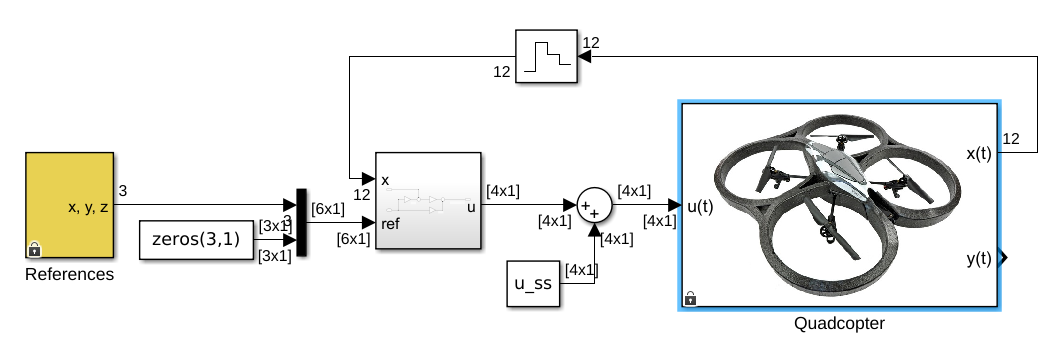 12
12
12
x(t)
3
[6x1]
x
12
ref
u
[4x1]
[4x1]
+
+
[4x1]
[4x1]
u(t)
x, y, z
[3x1]
3
zeros(3,1)
[3x1]
[6x1]
[4x1]
References
[4x1]
u_ss
y(t)
Quadcopter